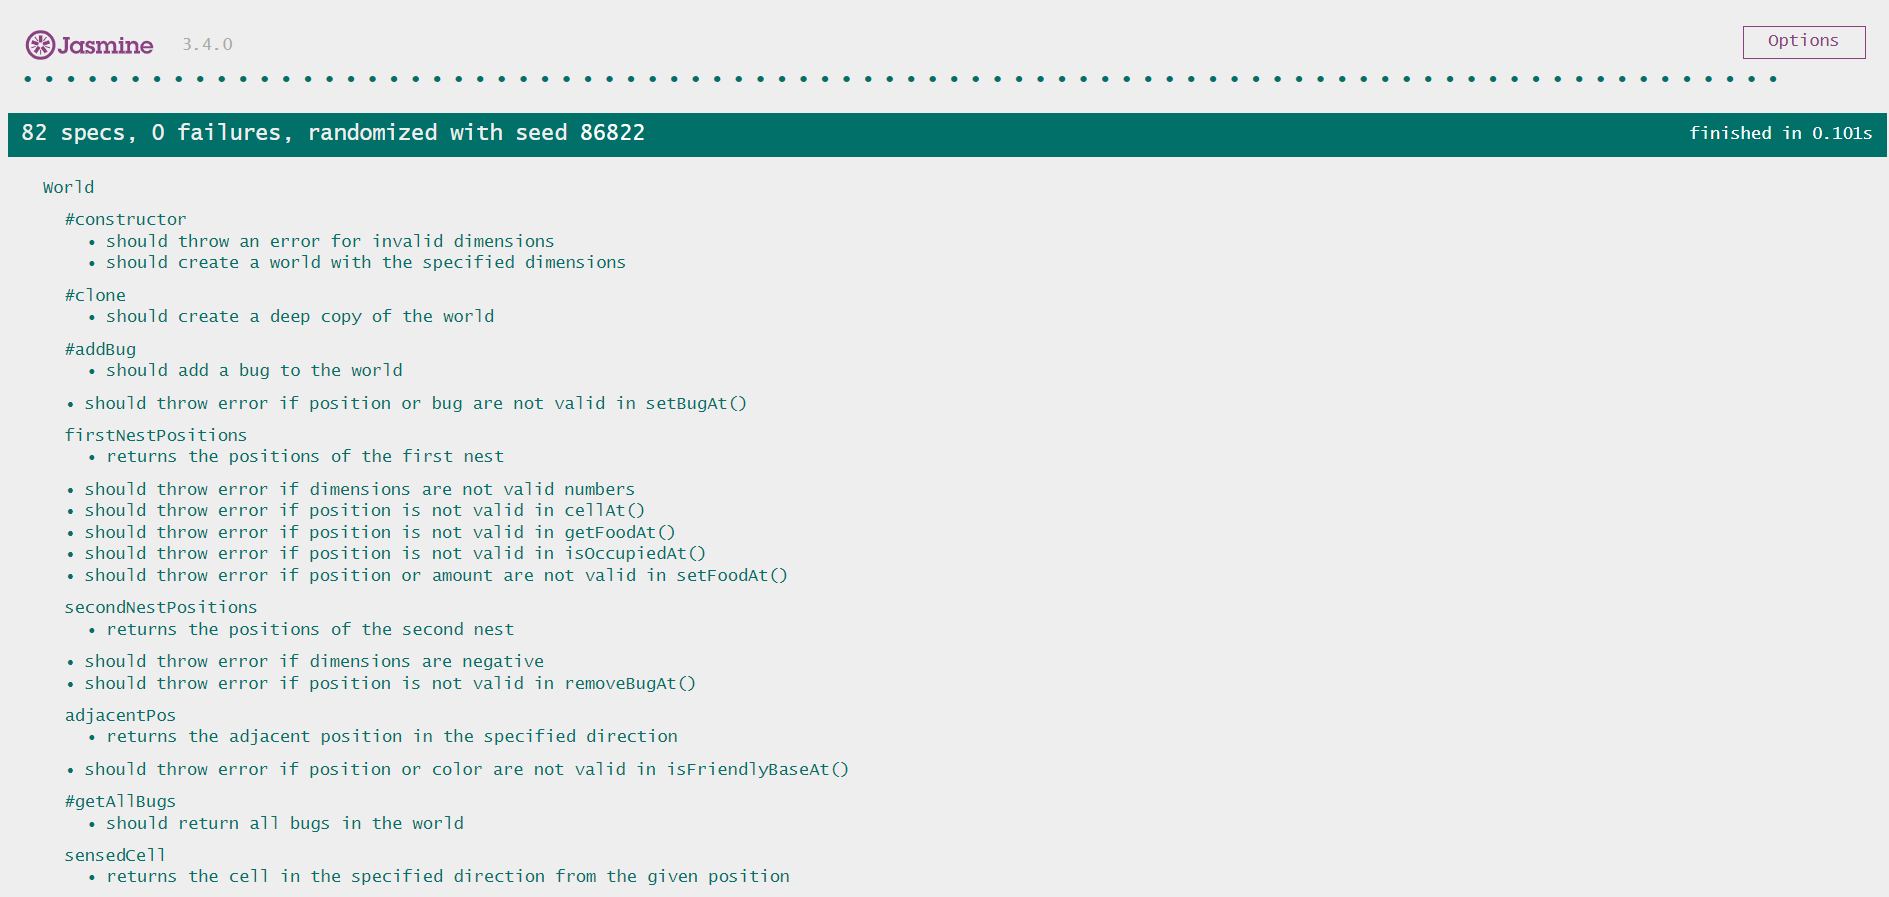 Jasmine 3.4.0 Options
82 specs, 0 failures, randomized with seed 86822 finished in 0.101s
World
#constructor
• should throw an error for invalid dimensions
• should create a world with the specified dimensions
#clone
• should create a deep copy of the world
#addBug
• should add a bug to the world
• should throw error if position or bug are not valid in setBugAt()
firstNestPositions
• returns the positions of the first nest
• should throw error if dimensions are not valid numbers
• should throw error if position is not valid in cellAt()
• should throw error if position is not valid in getFoodAt()
• should throw error if position is not valid in isOccupiedAt()
• should throw error if position or amount are not valid in setFoodAt()
secondNestPositions
• returns the positions of the second nest
• should throw error if dimensions are negative
• should throw error if position is not valid in removeBugAt()
adjacentPos
• returns the adjacent position in the specified direction
• should throw error if position or color are not valid in isFriendlyBaseAt()
#getAllBugs
• should return all bugs in the world
sensedCell
• returns the cell in the specified direction from the given position